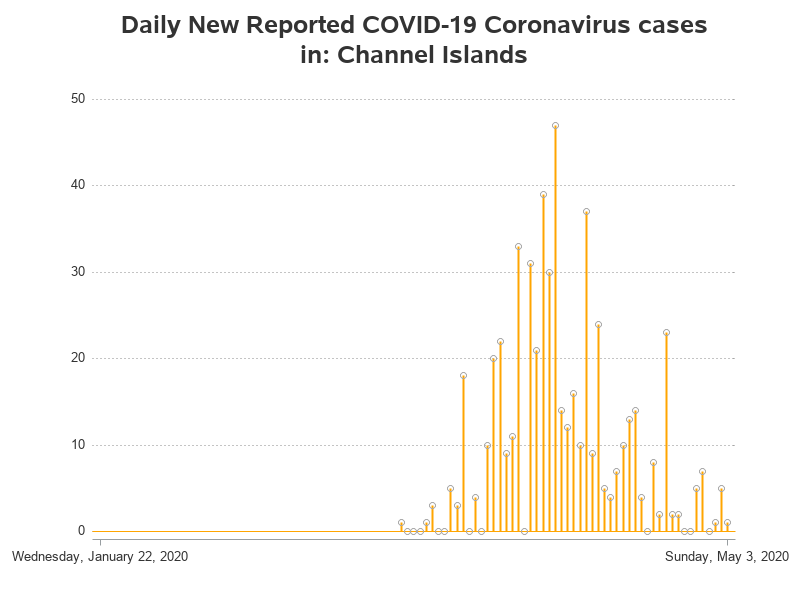 Daily New Reported COVID-19 Coronavirus cases
in: Channel Islands
50
40
30
20
10
0
Wednesday, January 22, 2020
Sunday, May 3, 2020